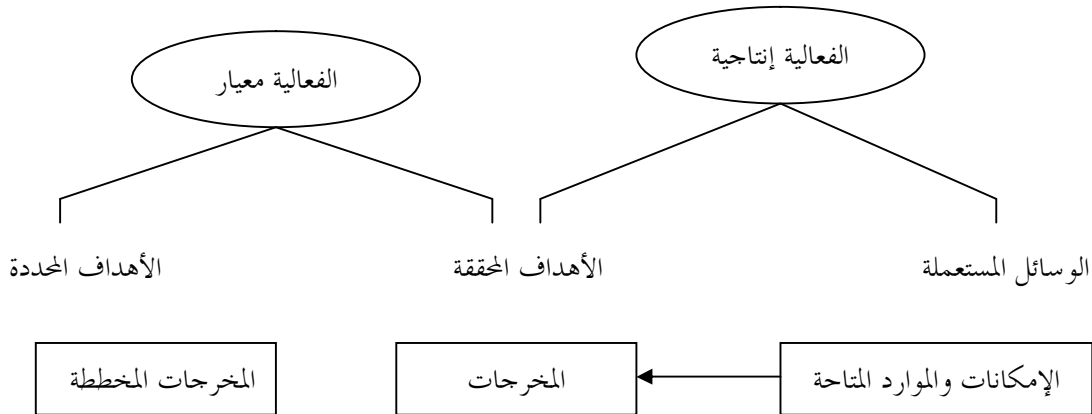 الفعالية إنتاجية
الفعالية معيار
الوسائل المستعملة
الأهداف المحققة
الأهداف المحددة
الإمكانات والموارد المتاحة
المخرجات
المخرجات المخططة